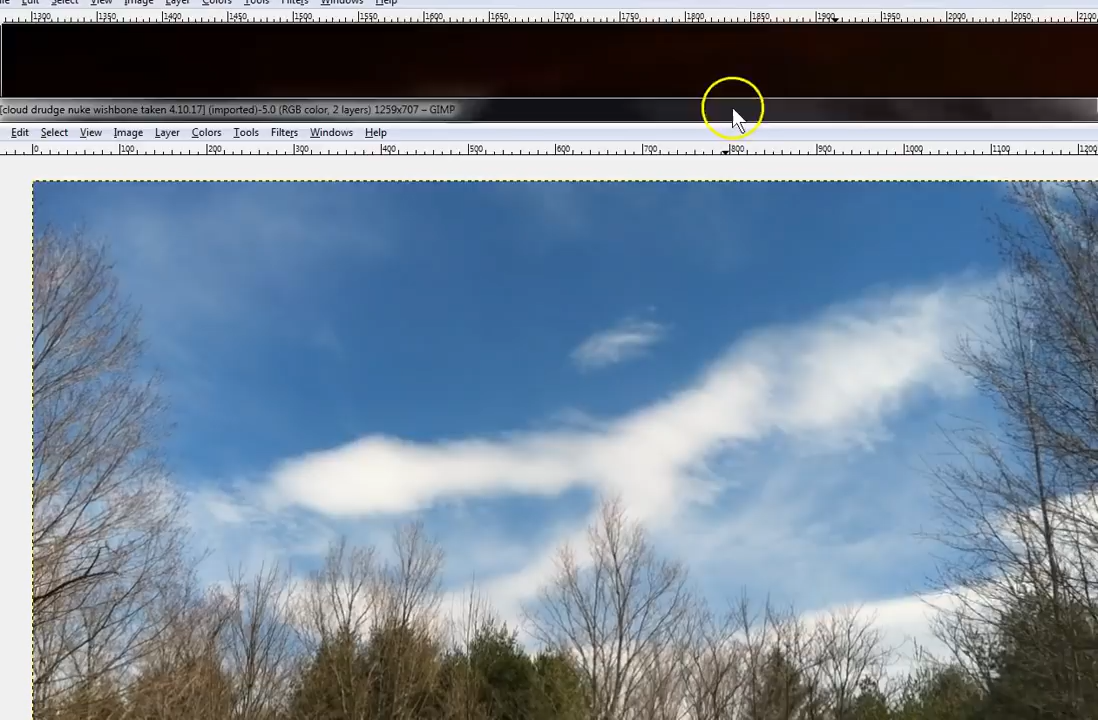 Edit Select View Image Layer Colors Tools Filters Windows Help
1300 1350 1400 1450 1500 1550 1600 1650 1700 1750 1800 1850 1900 1950 2000 2050 2100
[cloud drudge nuke wishbone taken 4.10.17] (imported)-5.0 (RGB color, 2 layers) 1259x707 – GIMP
Edit Select View Image Layer Colors Tools Filters Windows Help
0 100 200 300 400 500 600 700 800 900 1000 1100 1200